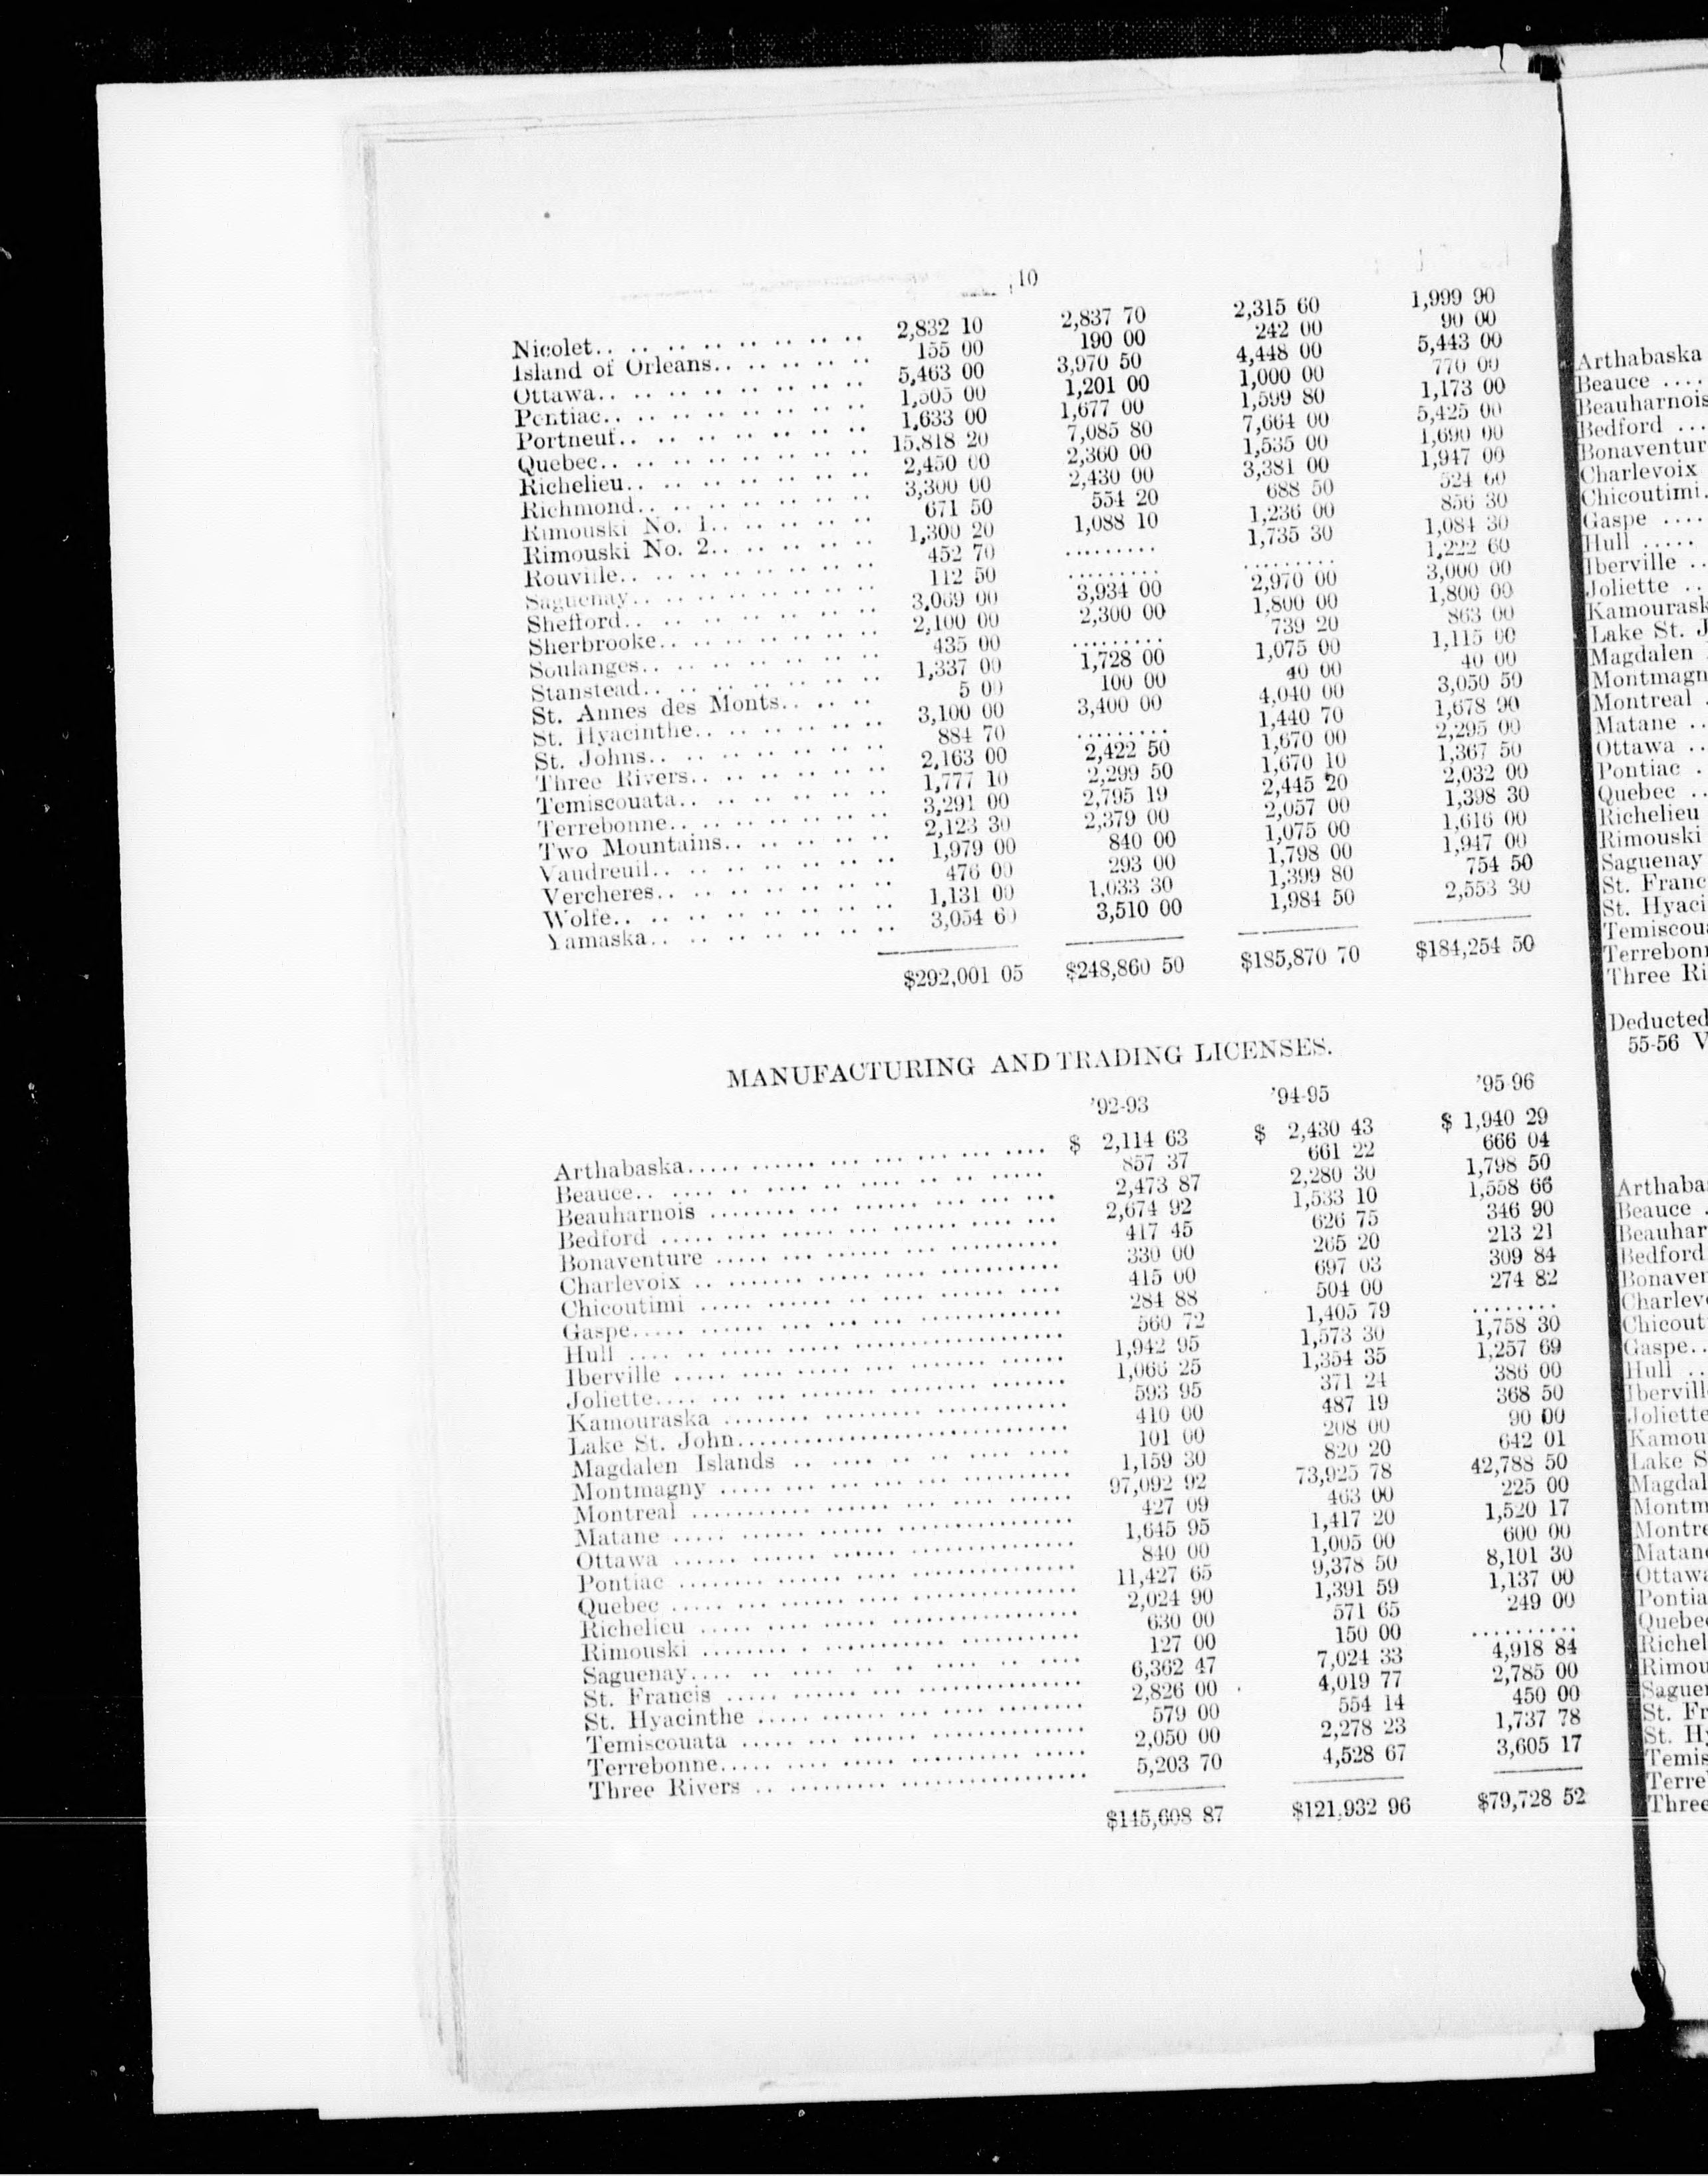 10
Nicolet.. .. .. .. .. .. .. .. .. .. 2,832 10 2,837 70 2,315 60 1,999 90
Island of Orleans.. .. .. .. .. 155 00 190 00 242 00 90 00
Ottawa.. .. .. .. .. .. .. .. .. .. 5,463 00 3,970 50 4,448 00 5,443 00
Pontiac.. .. .. .. .. .. .. .. .. .. 1,505 00 1,201 00 1,000 00 770 00
Portneuf.. .. .. .. .. .. .. .. .. 1,633 00 1,677 00 1,599 80 1,173 00
Quebec.. .. .. .. .. .. .. .. .. .. 15,818 20 7,085 80 7,664 00 5,425 00
Richelieu.. .. .. .. .. .. .. .. .. 2,450 00 2,360 00 1,535 00 1,690 00
Richmond.. .. .. .. .. .. .. .. .. 3,300 00 2,430 00 3,381 00 1,947 00
Rimouski No. 1.. .. .. .. .. .. 671 50 554 20 688 50 524 60
Rimouski No. 2.. .. .. .. .. .. 1,300 20 1,088 10 1,236 00 856 30
Rouville.. .. .. .. .. .. .. .. .. 452 70 ......... 1,735 30 1,084 30
Saguenay.. .. .. .. .. .. .. .. .. 112 50 ......... ......... 1,222 60
Shefford.. .. .. .. .. .. .. .. .. 3,069 00 3,934 00 2,970 00 3,000 00
Sherbrooke.. .. .. .. .. .. .. .. 2,100 00 2,300 00 1,800 00 1,800 00
Soulanges.. .. .. .. .. .. .. .. .. 435 00 ......... 739 20 863 00
Stanstead.. .. .. .. .. .. .. .. .. 1,337 00 1,728 00 1,075 00 1,115 00
St. Annes des Monts.. .. .. .. 5 00 100 00 40 00 40 00
St. Hyacinthe.. .. .. .. .. .. .. 3,100 00 3,400 00 4,040 00 3,050 50
St. Johns.. .. .. .. .. .. .. .. .. 884 70 ......... 1,440 70 1,678 90
Three Rivers.. .. .. .. .. .. .. 2,163 00 2,422 50 1,670 00 2,295 00
Temiscouata.. .. .. .. .. .. .. .. 1,777 10 2,299 50 1,670 10 1,367 50
Terrebonne.. .. .. .. .. .. .. .. 3,291 00 2,795 19 2,445 20 2,032 00
Two Mountains.. .. .. .. .. .. 2,123 30 2,379 00 2,057 00 1,398 30
Vaudreuil.. .. .. .. .. .. .. .. .. 1,979 00 840 00 1,075 00 1,616 00
Vercheres.. .. .. .. .. .. .. .. .. 476 00 293 00 1,798 00 1,947 00
Wolfe.. .. .. .. .. .. .. .. .. .. 1,131 00 1,033 30 1,399 80 754 50
Yamaska.. .. .. .. .. .. .. .. .. 3,054 60 3,510 00 1,984 50 2,553 30
$292,001 05 $248,860 50 $185,870 70 $184,254 50
MANUFACTURING AND TRADING LICENSES.
'92-93 '94-95 '95-96
Arthabaska..... ........... ... ... ... ... .... $ 2,114 63 $ 2,430 43 $ 1,940 29
Beauce.. .... .. .... .. .... .. .. ..... 857 37 661 22 666 04
Beauharnois ........ ... ...... ... ... ... 2,473 87 2,280 30 1,798 50
Bedford ..... .... ..... ... ...... .... ... 2,674 92 1,533 10 1,558 66
Bonaventure ..... ... ...... ... .......... 417 45 626 75 346 90
Charlevoix .. ........ ..... .... ........... 330 00 265 20 213 21
Chicoutimi ..... ...... .. .... ...... .... 415 00 697 03 309 84
Gaspe..... ...... ... ... ... ............. 284 88 504 00 274 82
Hull .... .. ..... ..... .................... 560 72 1,405 79 ........
Iberville ..... .... ... ... ....... ...... 1,942 95 1,573 30 1,758 30
Joliette.... ... ... ........ ...... ....... 1,066 25 1,354 35 1,257 69
Kamouraska ........ ... ...... ........... 593 95 371 24 386 00
Lake St. John.............................. 410 00 487 19 368 50
Magdalen Islands .. .... .. .. .... .... 101 00 208 00 90 00
Montmagny ..... ... ... .... .............. 1,159 30 820 20 642 01
Montreal ........... ...... ... .... ...... 97,092 92 73,925 78 42,788 50
Matane ..... ...... ...... ................ 427 09 463 00 225 00
Ottawa ...... ...... ...... ............... 1,645 95 1,417 20 1,520 17
Pontiac ........ ...... .... ............... 840 00 1,005 00 600 00
Quebec ..... ... ...... ...... ............. 11,427 65 9,378 50 8,101 30
Richelieu ..... .... .... ................. 2,024 90 1,391 59 1,137 00
Rimouski ........ . .......... ............ 630 00 571 65 249 00
Saguenay.... .. .... .. .. .... .. .... 127 00 150 00 ..........
St. Francis ..... ...... ... ............... 6,362 47 7,024 33 4,918 84
St. Hyacinthe ..... ...... ... .... ........ 2,826 00 4,019 77 2,785 00
Temiscouata ..... ... ...... ............. 579 00 554 14 450 00
Terrebonne..... .... ..... .......... ..... 2,050 00 2,278 23 1,737 78
Three Rivers .. ......... ................ 5,203 70 4,528 67 3,605 17
$145,608 87 $121,932 96 $79,728 52
Arthabaska
Beauce ....
Beauharnois
Bedford ...
Charlevoix
Chicoutimi.
Gaspe ....
Hull .....
Iberville ..
Joliette ..
Lake St. J
Magdalen
Montreal .
Matane ..
Ottawa ..
Pontiac .
Quebec ..
Richelieu
Rimouski
Saguenay
St. Franc
St. Hyaci
Three Ri
Deducted
55-56 V
Beauce .
Bedford
Gaspe..
Hull ..
Lake S
St. Fr
St. Hy
Three